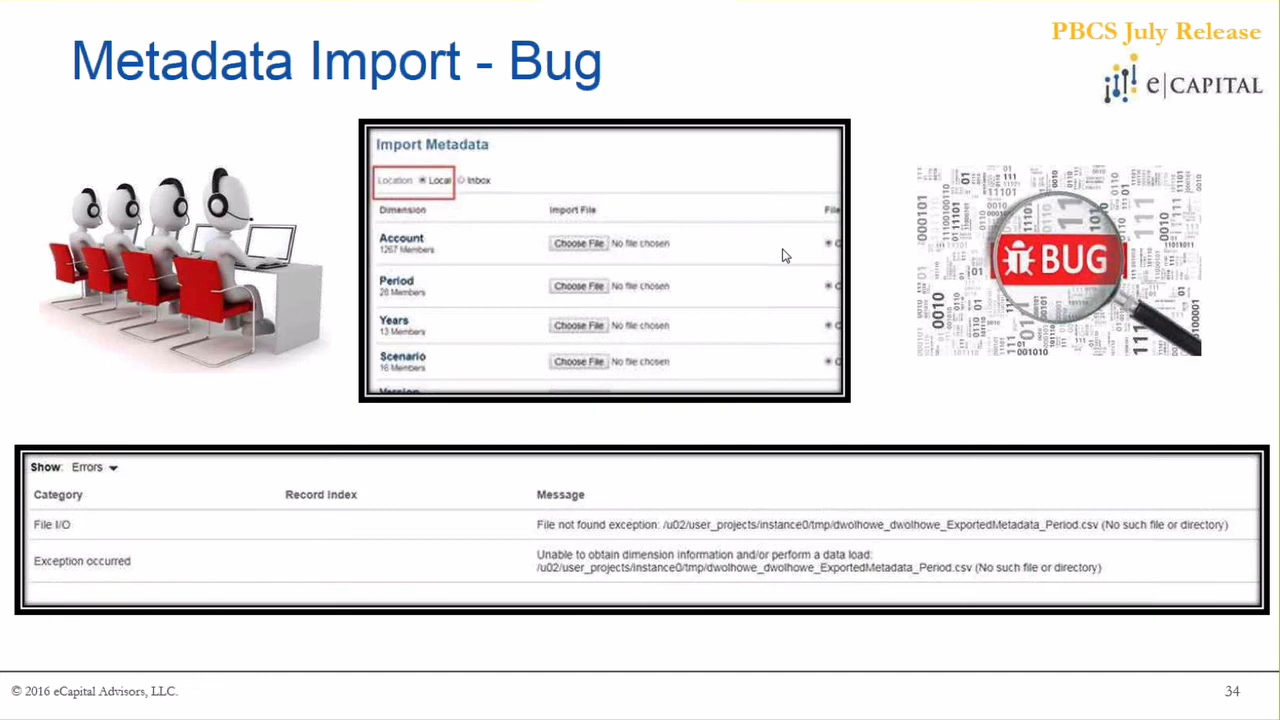 PBCS July Release
Metadata Import - Bug
e|CAPITAL
Import Metadata
Location Local Inbox
Dimension Import File File
Account
1267 Members
Choose File No file chosen
Period
Choose File No file chosen
Years
13 Members
Choose File No file chosen
Scenario
16 Members
Choose File No file chosen
BUG
Show: Errors
Category Record Index Message
File I/O File not found exception: /u02/user_projects/instance0/tmp/dwolhowe_dwolhowe_ExportedMetadata_Period.csv (No such file or directory)
Exception occurred Unable to obtain dimension information and/or perform a data load:
/u02/user_projects/instance0/tmp/dwolhowe_dwolhowe_ExportedMetadata_Period.csv (No such file or directory)
© 2016 eCapital Advisors, LLC.
34